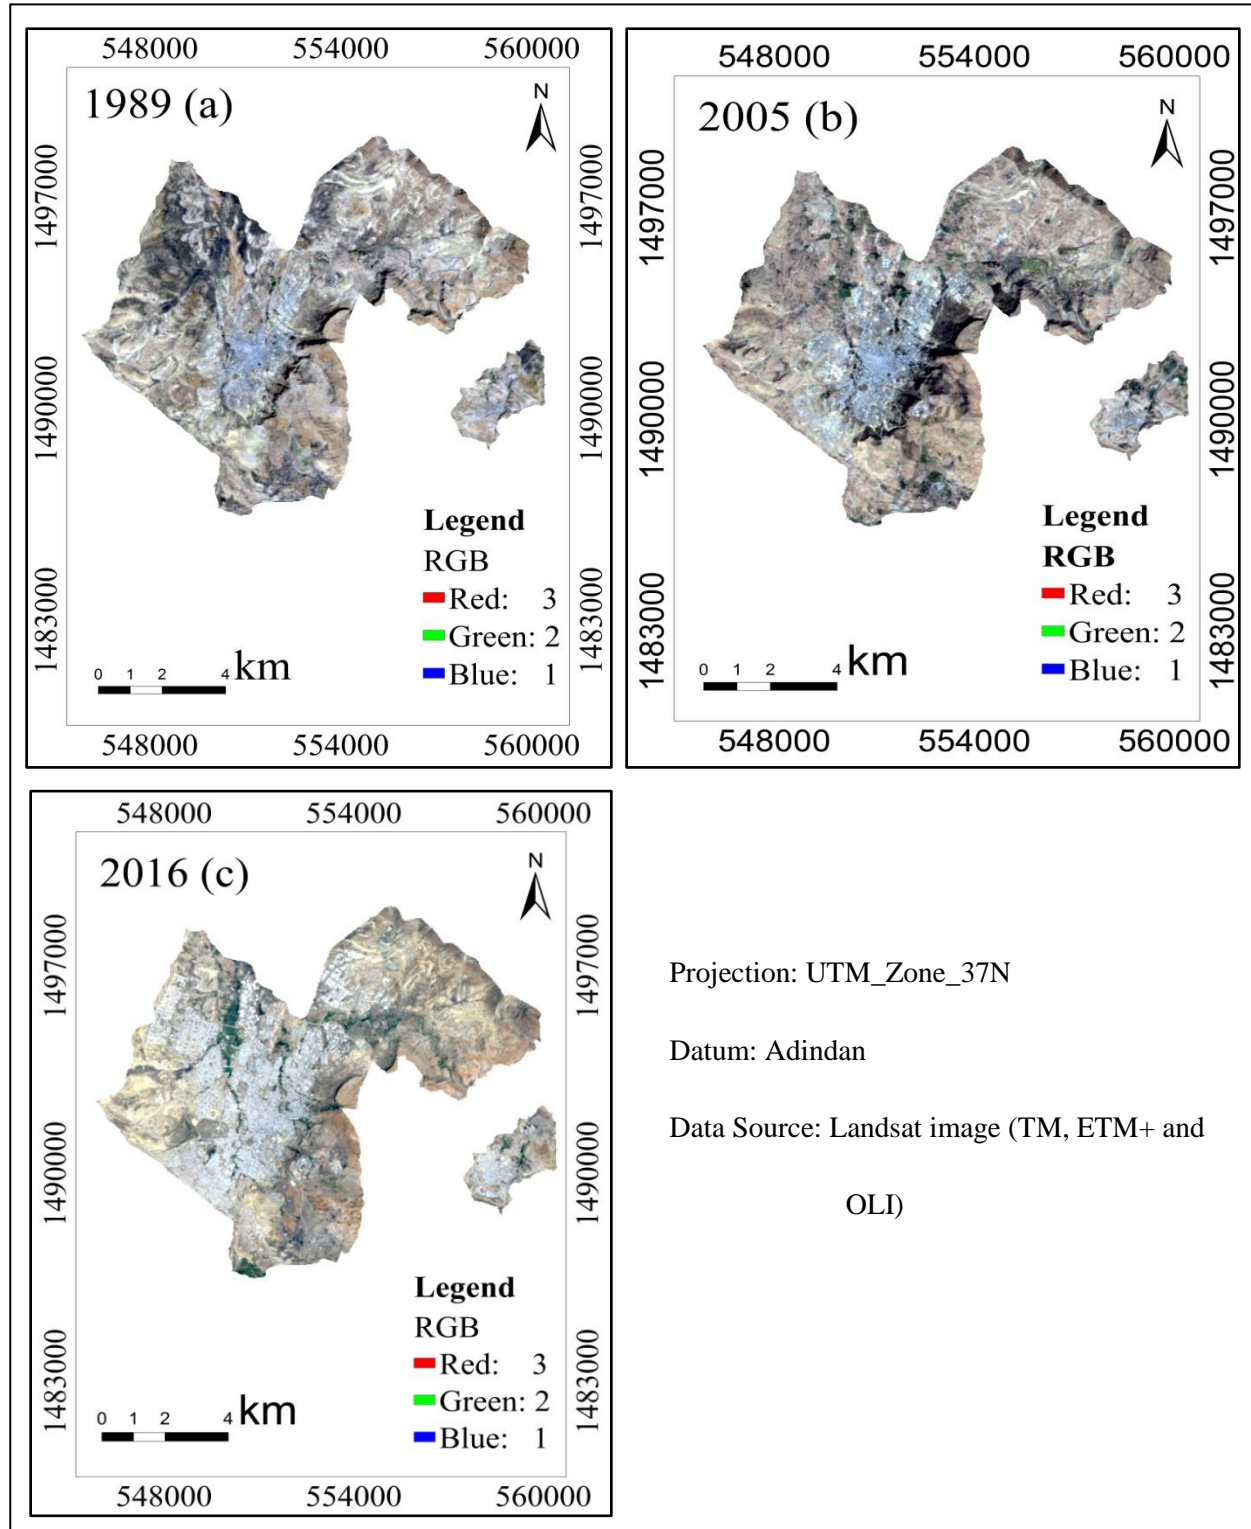 548000 554000 560000
1989 (a)
N
1497000
1497000
1490000
1490000
1483000
1483000
Legend
RGB
Red: 3
Green: 2
Blue: 1
0 1 2 4 km
548000 554000 560000
548000 554000 560000
2005 (b)
N
1497000
1497000
1490000
1490000
1483000
1483000
Legend
RGB
Red: 3
Green: 2
Blue: 1
0 1 2 4 km
548000 554000 560000
548000 554000 560000
2016 (c)
N
1497000
1497000
1490000
1490000
1483000
1483000
Legend
RGB
Red: 3
Green: 2
Blue: 1
0 1 2 4 km
548000 554000 560000
Projection: UTM_Zone_37N
Datum: Adindan
Data Source: Landsat image (TM, ETM+ and
OLI)